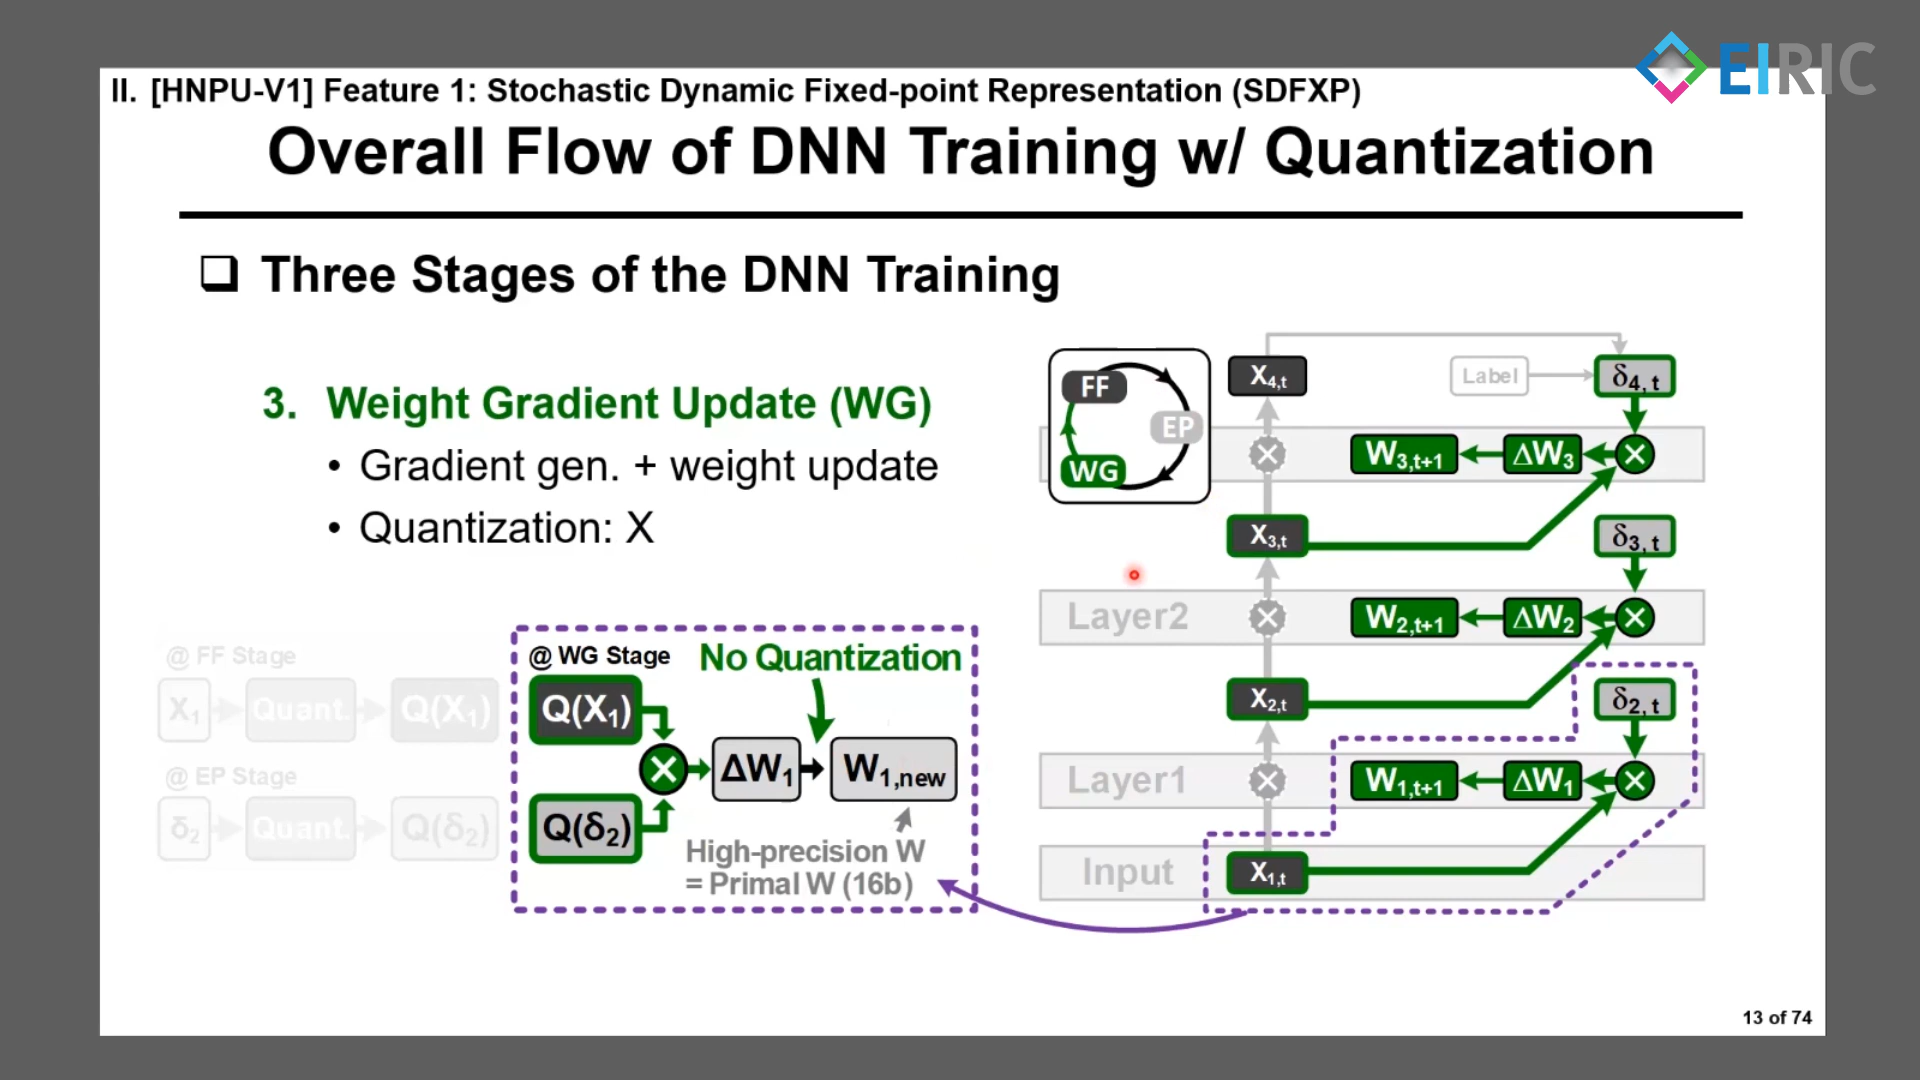 EIRIC
II. [HNPU-V1] Feature 1: Stochastic Dynamic Fixed-point Representation (SDFXP)
Overall Flow of DNN Training w/ Quantization
❑ Three Stages of the DNN Training
3. Weight Gradient Update (WG)
• Gradient gen. + weight update
• Quantization: X
@ FF Stage
X₁ Quant. Q(X₁)
@ EP Stage
δ₂ Quant. Q(δ₂)
@ WG Stage No Quantization
Q(X₁)
ΔW₁ W₁,new
Q(δ₂)
High-precision W
= Primal W (16b)
FF
EP
WG
X₄,t Label δ₄,t
W₃,t+1 ΔW₃
X₃,t δ₃,t
Layer2 W₂,t+1 ΔW₂
X₂,t δ₂,t
Layer1 W₁,t+1 ΔW₁
Input X₁,t
13 of 74